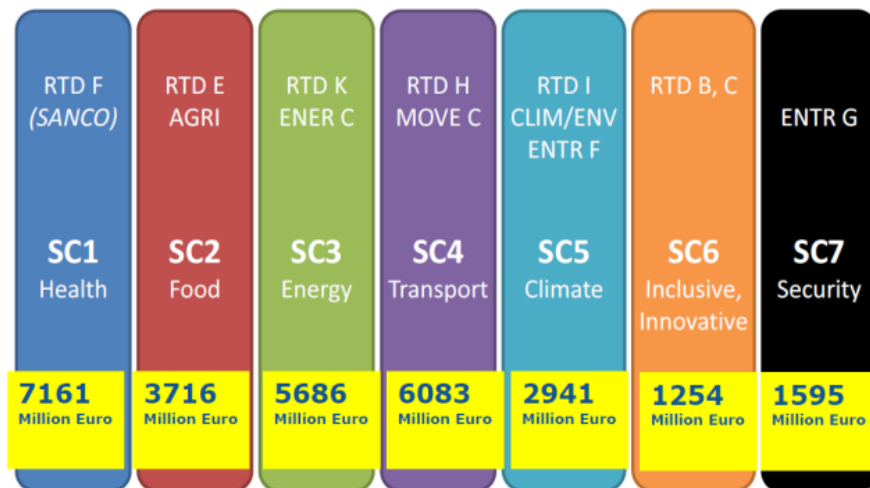 RTD F
(SANCO)
SC1
Health
7161
Million Euro
RTD E
AGRI
SC2
Food
3716
Million Euro
RTD K
ENER C
SC3
Energy
5686
Million Euro
RTD H
MOVE C
SC4
Transport
6083
Million Euro
RTD I
CLIM/ENV
ENTR F
SC5
Climate
2941
Million Euro
RTD B, C
SC6
Inclusive,
Innovative
1254
Million Euro
ENTR G
SC7
Security
1595
Million Euro